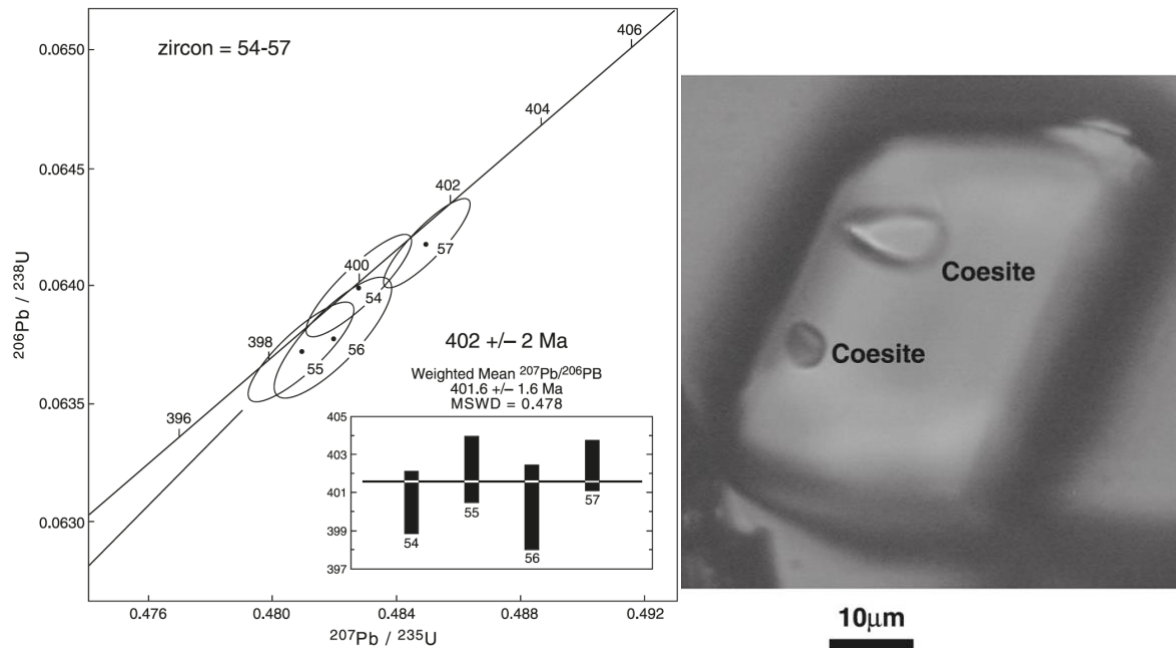 zircon = 54-57
0.0650
0.0645
0.0640
0.0635
0.0630
206Pb / 238U
406
404
402
400
398
396
57
54
56
55
402 +/– 2 Ma
Weighted Mean 207Pb/206PB
401.6 +/– 1.6 Ma
MSWD = 0.478
405
403
401
399
397
54
55
56
57
0.476
0.480
0.484
0.488
0.492
207Pb / 235U
Coesite
Coesite
10μm